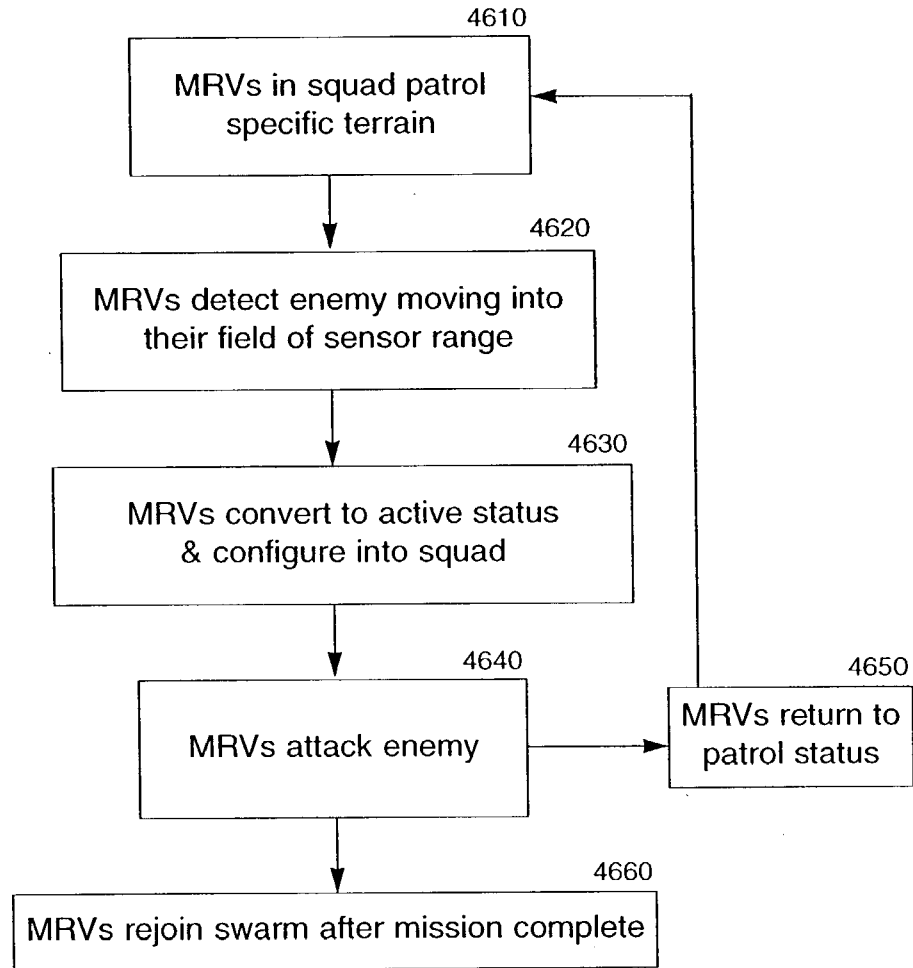 4610
MRVs in squad patrol
specific terrain
4620
MRVs detect enemy moving into
their field of sensor range
4630
MRVs convert to active status
& configure into squad
4640
MRVs attack enemy
4650
MRVs return to
patrol status
4660
MRVs rejoin swarm after mission complete